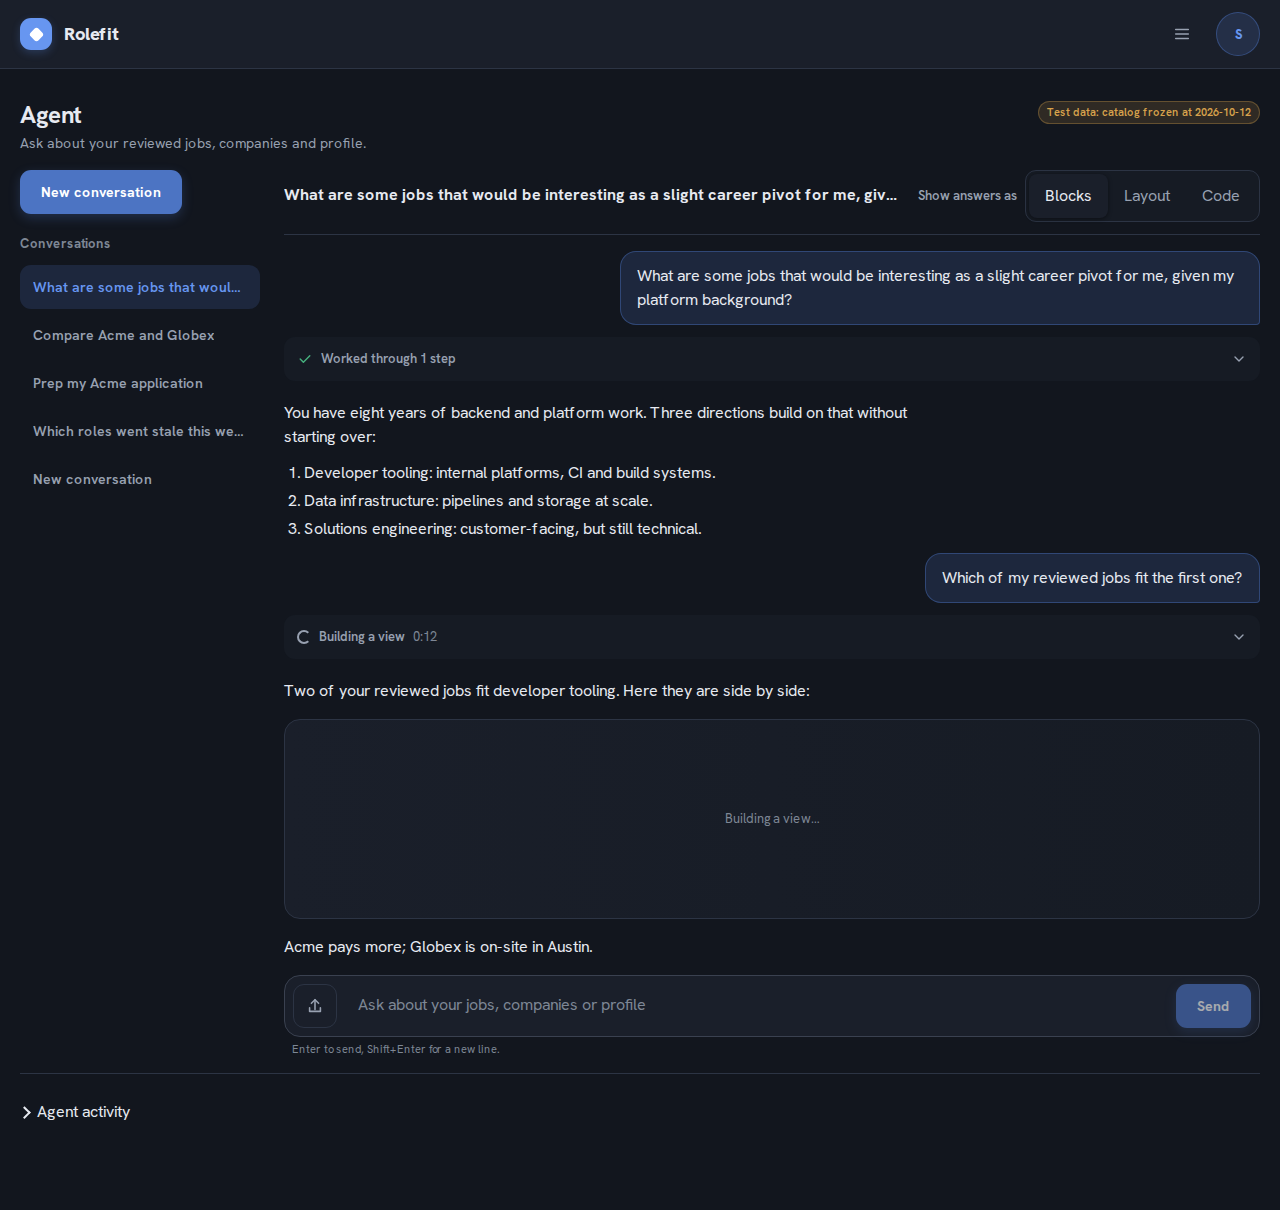 Rolefit
S
Agent
Test data: catalog frozen at 2026-10-12
Ask about your reviewed jobs, companies and profile.
New conversation
Conversations
What are some jobs that woul...
Compare Acme and Globex
Prep my Acme application
Which roles went stale this we...
New conversation
What are some jobs that would be interesting as a slight career pivot for me, giv...
Show answers as
Blocks
Layout
Code
What are some jobs that would be interesting as a slight career pivot for me, given my
platform background?
Worked through 1 step
You have eight years of backend and platform work. Three directions build on that without
starting over:
1. Developer tooling: internal platforms, CI and build systems.
2. Data infrastructure: pipelines and storage at scale.
3. Solutions engineering: customer-facing, but still technical.
Which of my reviewed jobs fit the first one?
Building a view 0:12
Two of your reviewed jobs fit developer tooling. Here they are side by side:
Building a view...
Acme pays more; Globex is on-site in Austin.
Ask about your jobs, companies or profile
Send
Enter to send, Shift+Enter for a new line.
Agent activity